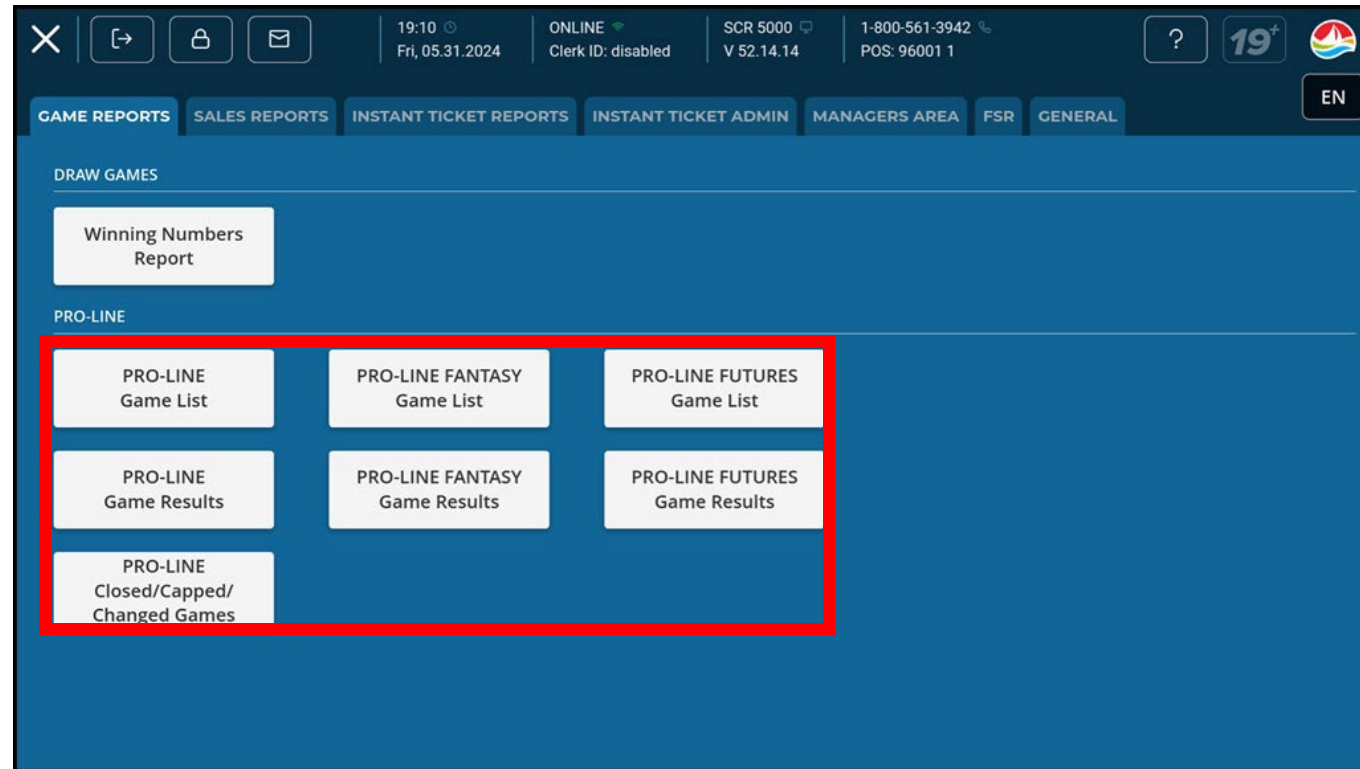 19:10
Fri, 05.31.2024
ONLINE
Clerk ID: disabled
SCR 5000
V 52.14.14
1-800-561-3942
POS: 96001 1
?
19+
EN
GAME REPORTS
SALES REPORTS
INSTANT TICKET REPORTS
INSTANT TICKET ADMIN
MANAGERS AREA
FSR
GENERAL
DRAW GAMES
Winning Numbers
Report
PRO-LINE
PRO-LINE
Game List
PRO-LINE FANTASY
Game List
PRO-LINE FUTURES
Game List
PRO-LINE
Game Results
PRO-LINE FANTASY
Game Results
PRO-LINE FUTURES
Game Results
PRO-LINE
Closed/Capped/
Changed Games